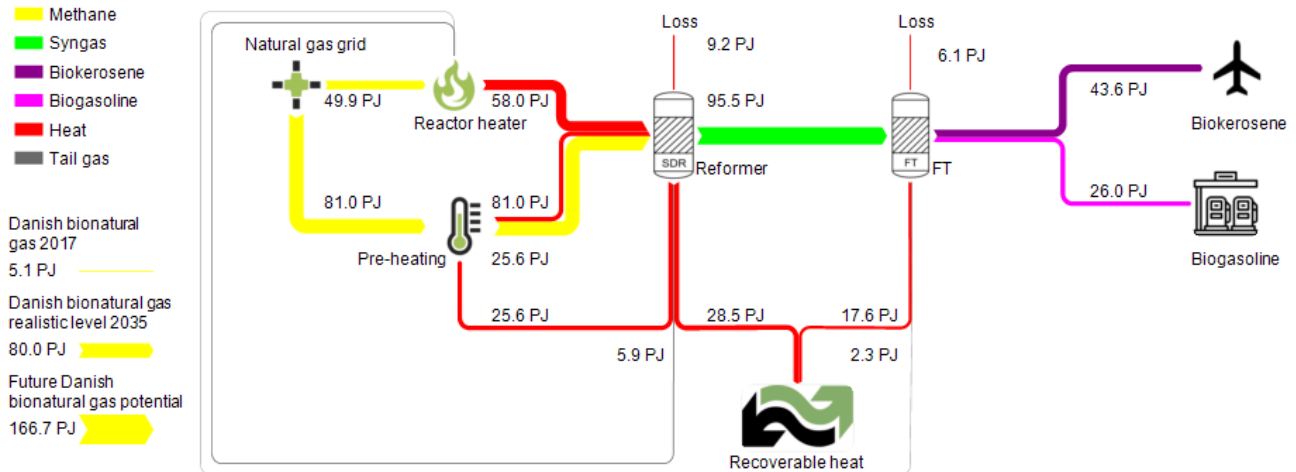 Methane
Syngas
Biokerosene
Biogasoline
Heat
Tail gas
Danish bionatural
gas 2017
5.1 PJ
Danish bionatural gas
realistic level 2035
80.0 PJ
Future Danish
bionatural gas potential
166.7 PJ
Natural gas grid
49.9 PJ
Reactor heater
58.0 PJ
81.0 PJ
Pre-heating
81.0 PJ
25.6 PJ
25.6 PJ
Loss
9.2 PJ
95.5 PJ
SDR
Reformer
5.9 PJ
28.5 PJ
Loss
6.1 PJ
FT
FT
17.6 PJ
2.3 PJ
Recoverable heat
43.6 PJ
Biokerosene
26.0 PJ
Biogasoline